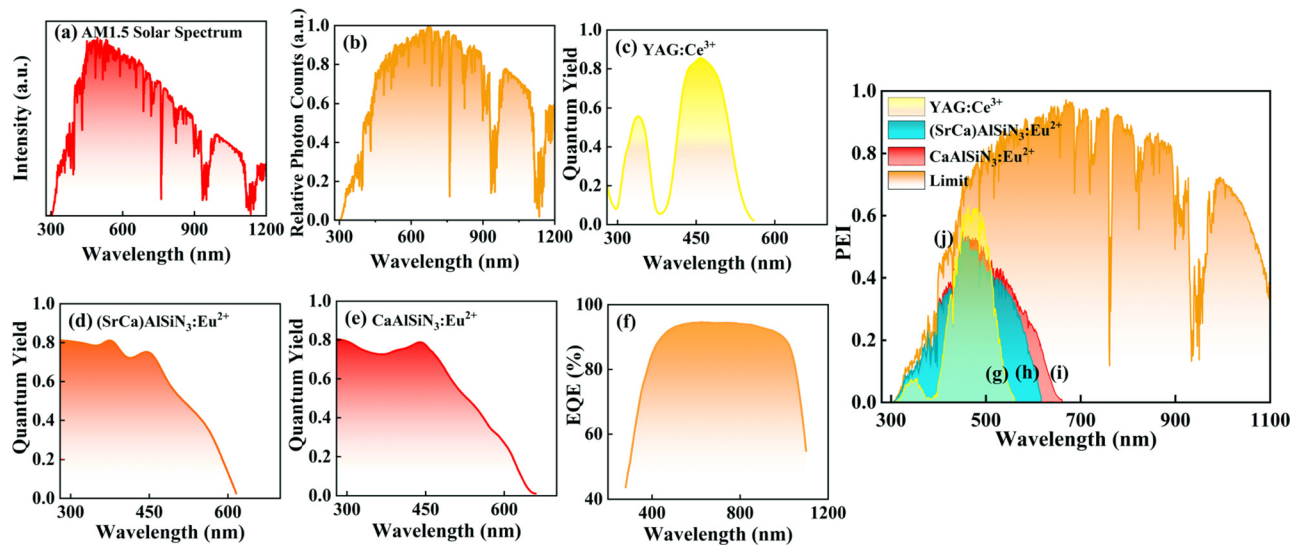 (a) AM1.5 Solar Spectrum
Intensity (a.u.)
300 600 900 1200
Wavelength (nm)
(b)
Relative Photon Counts (a.u.)
1.0
0.8
0.6
0.4
0.2
0.0
300 600 900 1200
Wavelength (nm)
(c) YAG:Ce³⁺
Quantum Yield
1.0
0.8
0.6
0.4
0.2
0.0
300 450 600
Wavelength (nm)
(d) (SrCa)AlSiN₃:Eu²⁺
Quantum Yield
1.0
0.8
0.6
0.4
0.2
0.0
300 450 600
Wavelength (nm)
(e) CaAlSiN₃:Eu²⁺
Quantum Yield
1.0
0.8
0.6
0.4
0.2
0.0
300 450 600
Wavelength (nm)
(f)
EQE (%)
100
80
60
40
400 800 1200
Wavelength (nm)
YAG:Ce³⁺
(SrCa)AlSiN₃:Eu²⁺
CaAlSiN₃:Eu²⁺
Limit
PEI
1.0
0.8
0.6
0.4
0.2
0.0
(j)
(g) (h) (i)
300 500 700 900 1100
Wavelength (nm)